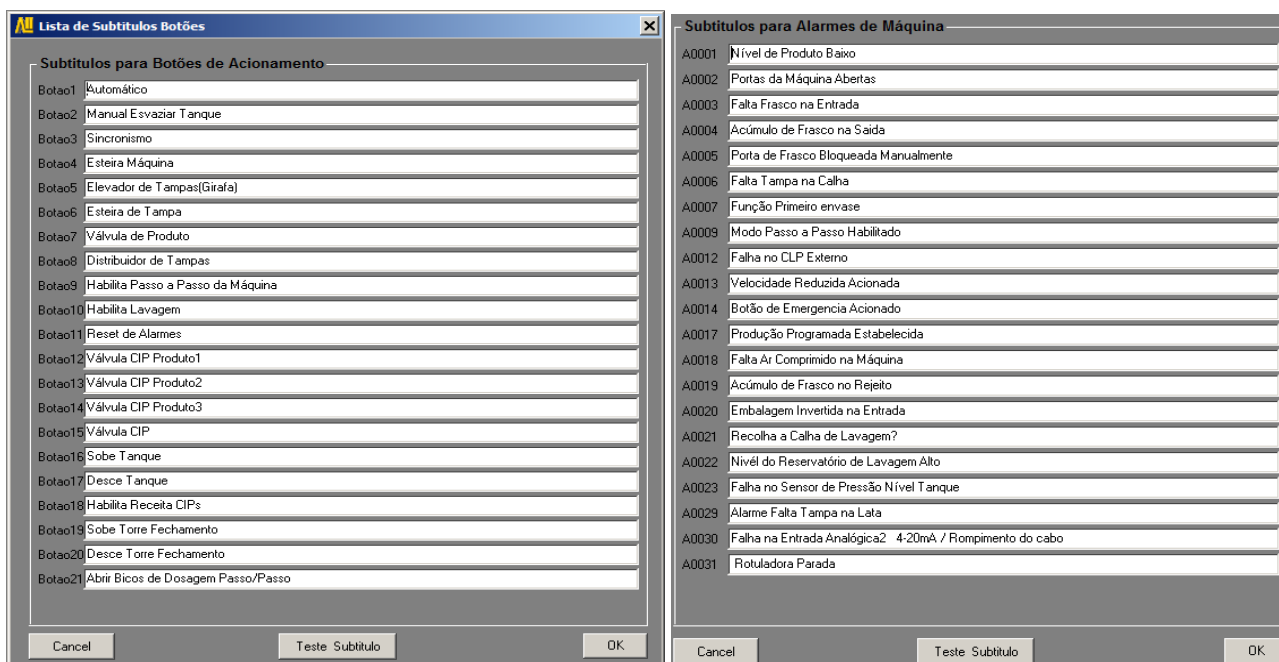 Lista de Subtitulos Botões
Subtitulos para Botões de Acionamento
Botao1 Automático
Botao2 Manual Esvaziar Tanque
Botao3 Sincronismo
Botao4 Esteira Máquina
Botao5 Elevador de Tampas(Girafa)
Botao6 Esteira de Tampa
Botao7 Válvula de Produto
Botao8 Distribuidor de Tampas
Botao9 Habilita Passo a Passo da Máquina
Botao10 Habilita Lavagem
Botao11 Reset de Alarmes
Botao12 Válvula CIP Produto1
Botao13 Válvula CIP Produto2
Botao14 Válvula CIP Produto3
Botao15 Válvula CIP
Botao16 Sobe Tanque
Botao17 Desce Tanque
Botao18 Habilita Receita CIPs
Botao19 Sobe Torre Fechamento
Botao20 Desce Torre Fechamento
Botao21 Abrir Bicos de Dosagem Passo/Passo
Cancel Teste Subtitulo OK
Subtitulos para Alarmes de Máquina
A0001 Nível de Produto Baixo
A0002 Portas da Máquina Abertas
A0003 Falta Frasco na Entrada
A0004 Acúmulo de Frasco na Saida
A0005 Porta de Frasco Bloqueada Manualmente
A0006 Falta Tampa na Calha
A0007 Função Primeiro envase
A0009 Modo Passo a Passo Habilitado
A0012 Falha no CLP Externo
A0013 Velocidade Reduzida Acionada
A0014 Botão de Emergencia Acionado
A0017 Produção Programada Estabelecida
A0018 Falta Ar Comprimido na Máquina
A0019 Acúmulo de Frasco no Rejeito
A0020 Embalagem Invertida na Entrada
A0021 Recolha a Calha de Lavagem?
A0022 Nivél do Reservatório de Lavagem Alto
A0023 Falha no Sensor de Pressão Nível Tanque
A0029 Alarme Falta Tampa na Lata
A0030 Falha na Entrada Analógica2 4-20mA / Rompimento do cabo
A0031 Rotuladora Parada
Cancel Teste Subtitulo OK